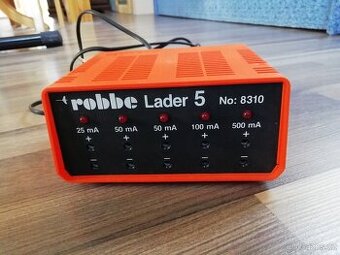 robbe Lader 5 No: 8310
25 mA 50 mA 50 mA 100 mA 500 mA
+ + + + +
− − − − −